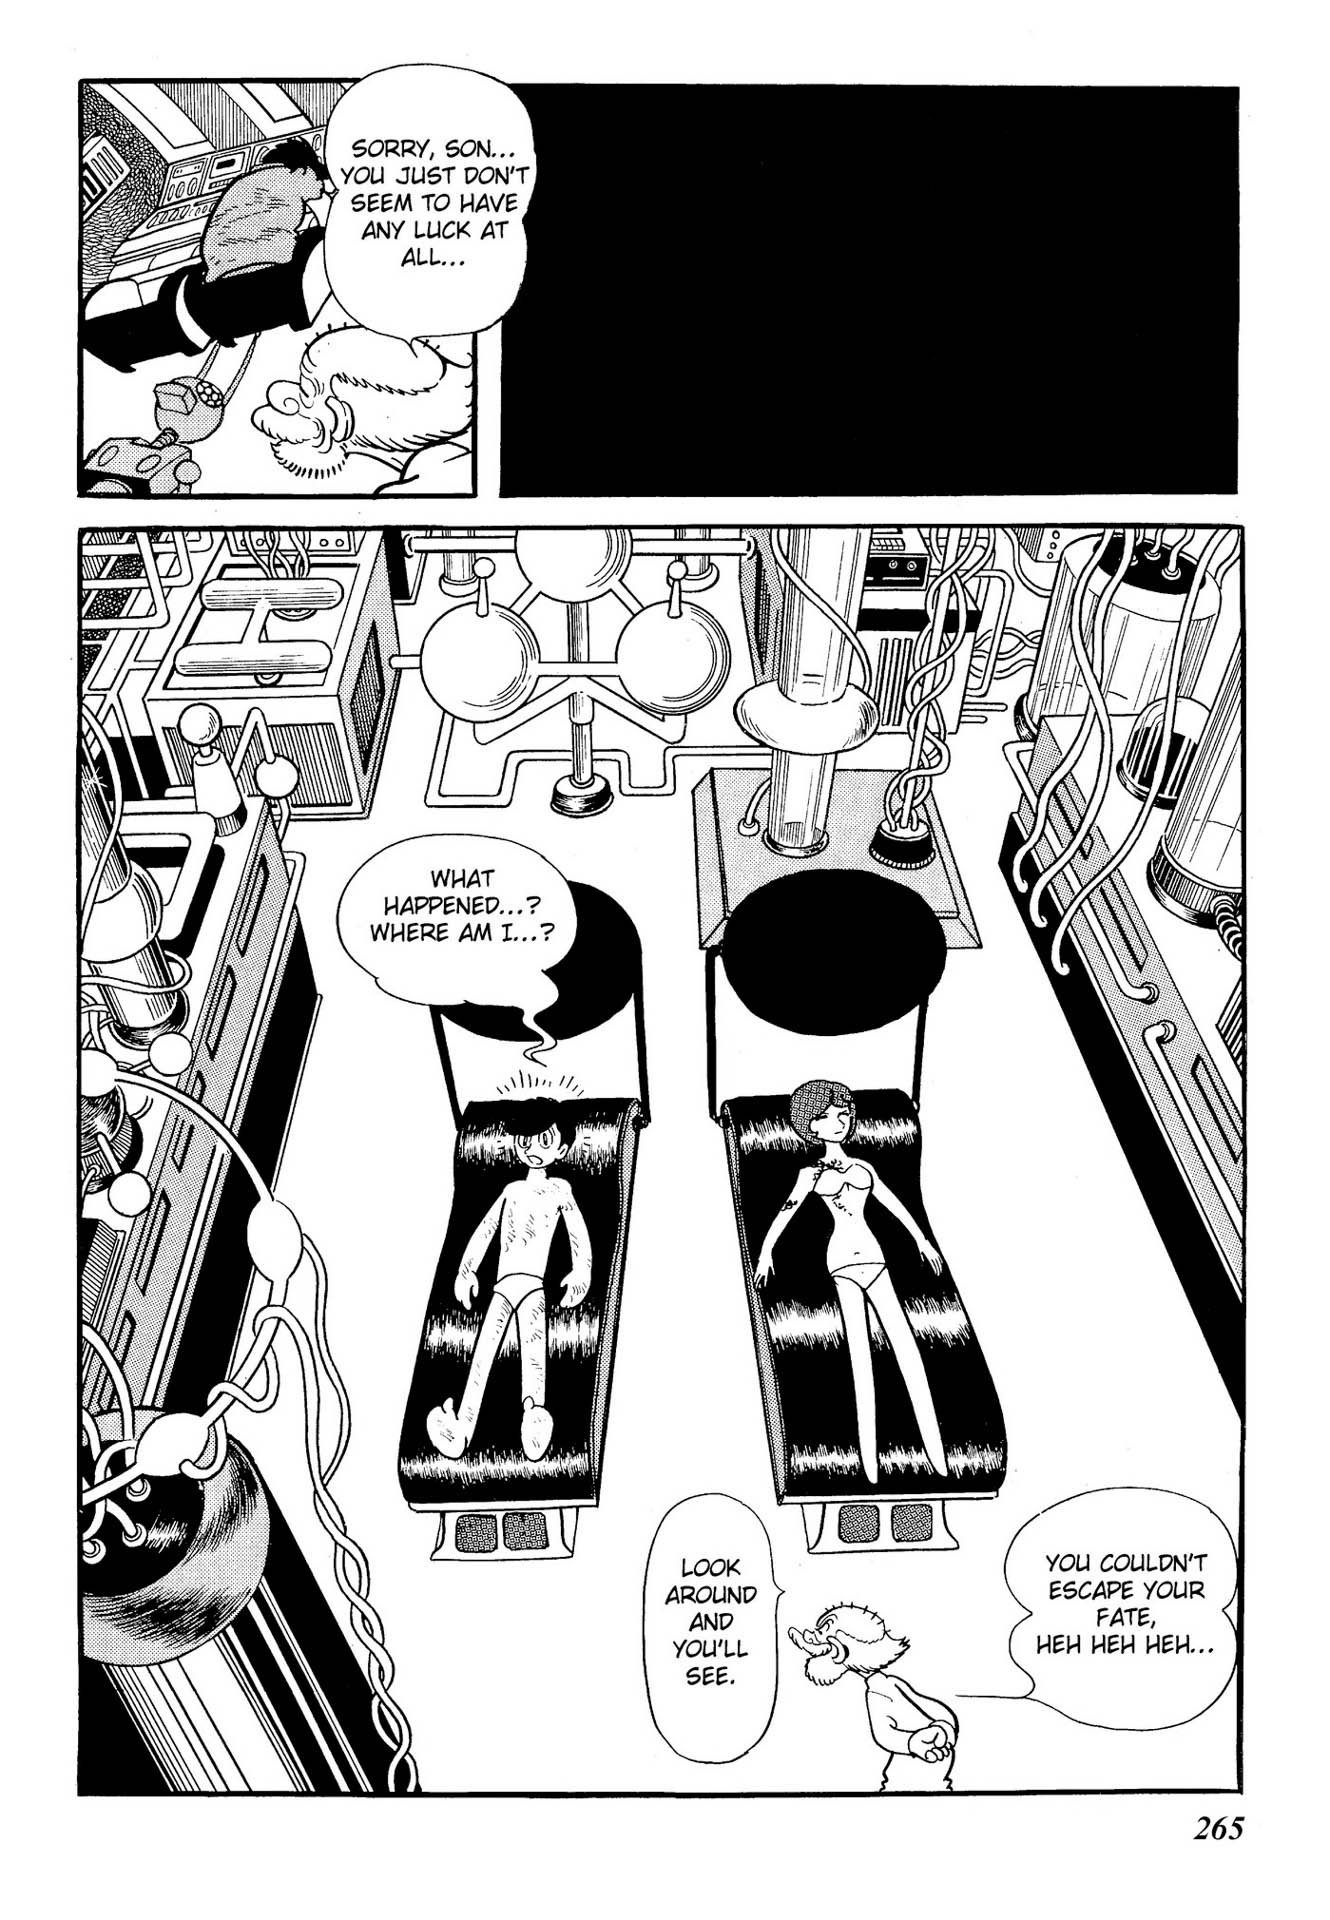 SORRY, SON...
YOU JUST DON'T
SEEM TO HAVE
ANY LUCK AT
ALL...
WHAT
HAPPENED...?
WHERE AM I...?
LOOK
AROUND
AND
YOU'LL
SEE.
YOU COULDN'T
ESCAPE YOUR
FATE,
HEH HEH HEH...
265